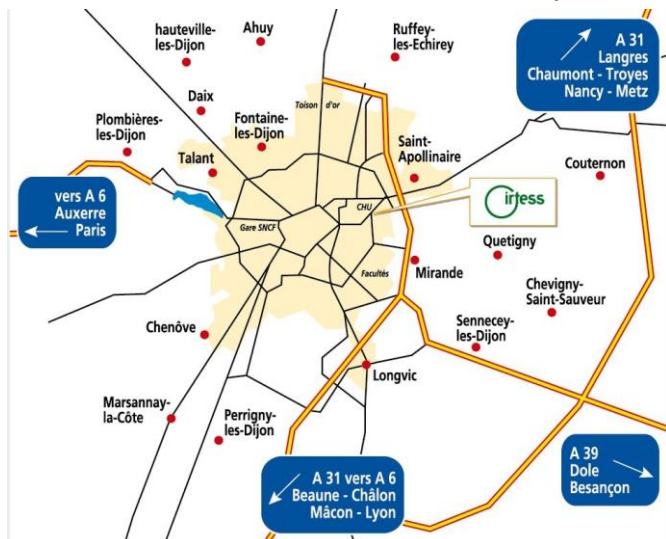 hauteville-
les-Dijon
Ahuy
Ruffey-
les-Echirey
A 31
Langres
Chaumont - Troyes
Nancy - Metz
Daix
Toison d'or
Plombières-
les-Dijon
Fontaine-
les-Dijon
Talant
Saint-
Apollinaire
Couternon
vers A 6
Auxerre
Paris
CHU
irtess
Gare SNCF
Quetigny
Facultés
Mirande
Chevigny-
Saint-Sauveur
Chenôve
Sennecey-
les-Dijon
Longvic
Marsannay-
la-Côte
Perrigny-
les-Dijon
A 31 vers A 6
Beaune - Châlon
Mâcon - Lyon
A 39
Dole
Besançon